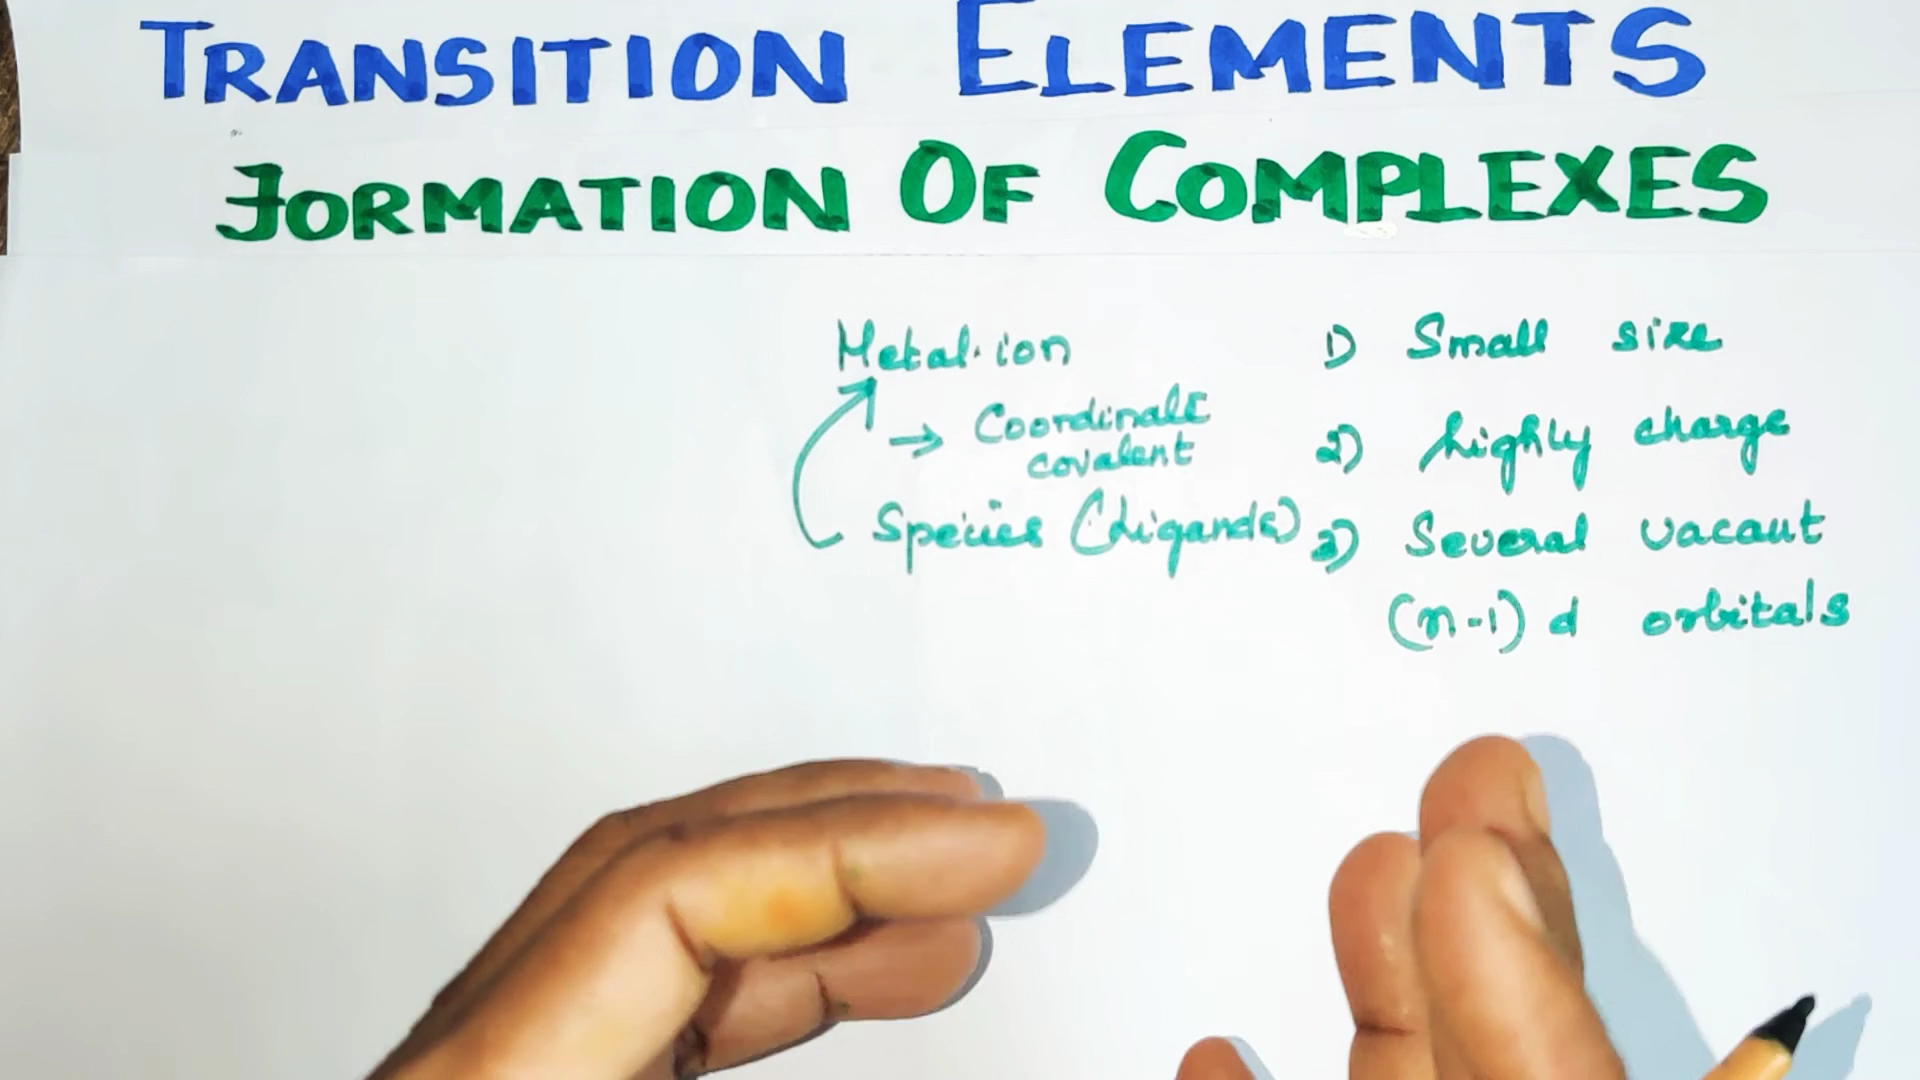 TRANSITION ELEMENTS
FORMATION OF COMPLEXES
Metal ion
→ Coordinate
covalent
Species (Ligands)
1) Small size
2) highly charge
3) Several vacant
(n-1) d orbitals